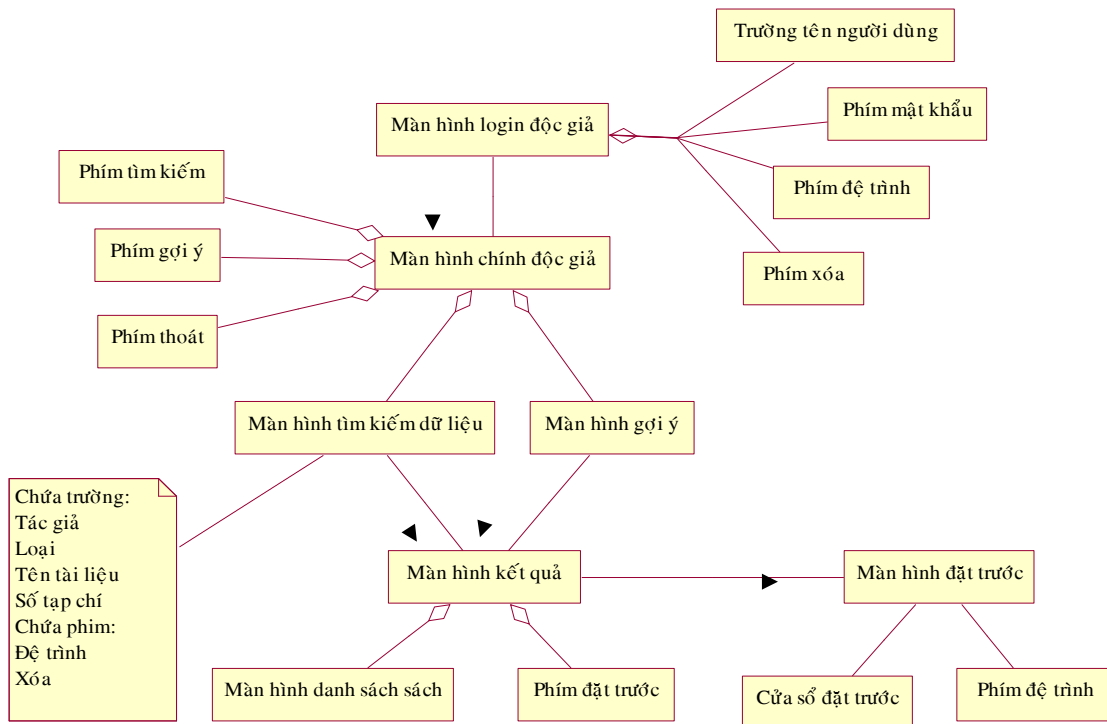 Trường tên người dùng
Màn hình login độc giả
Phím mật khẩu
Phím tìm kiếm
Phím đệ trình
Phím gợi ý
Màn hình chính độc giả
Phím xóa
Phím thoát
Màn hình tìm kiếm dữ liệu
Màn hình gợi ý
Chứa trường:
Tác giả
Loại
Tên tài liệu
Số tạp chí
Chứa phim:
Đệ trình
Xóa
Màn hình kết quả
Màn hình đặt trước
Màn hình danh sách sách
Phím đặt trước
Cửa sổ đặt trước
Phím đệ trình